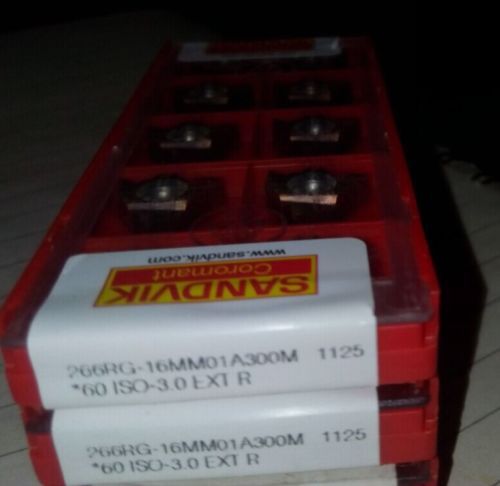 www.sandvik.com
SANDVIK
Coromant
266RG-16MM01A300M 1125
*60 ISO-3.0 EXT R
266RG-16MM01A300M 1125
*60 ISO-3.0 EXT R